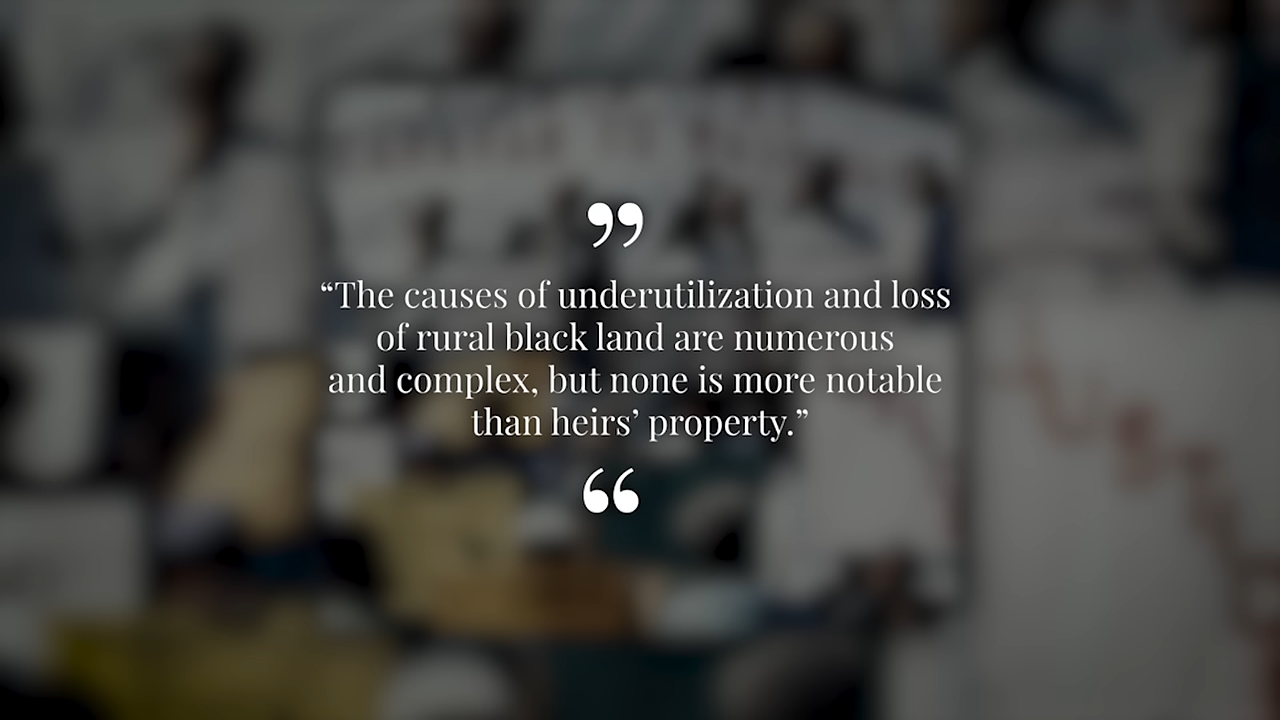 ”
“The causes of underutilization and loss
of rural black land are numerous
and complex, but none is more notable
than heirs’ property.”
“